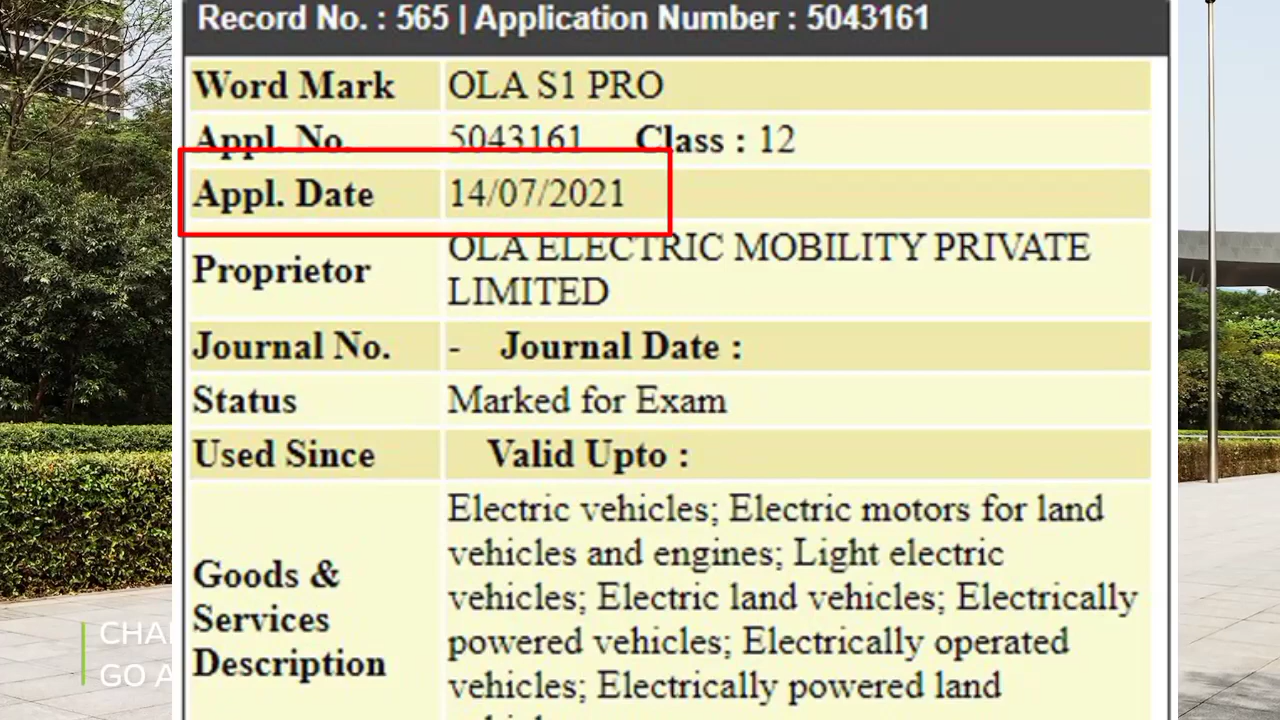 Record No. : 565 | Application Number : 5043161
Word Mark OLA S1 PRO
Appl. No. 5043161 Class : 12
Appl. Date 14/07/2021
Proprietor OLA ELECTRIC MOBILITY PRIVATE
LIMITED
Journal No. - Journal Date :
Status Marked for Exam
Used Since Valid Upto :
Goods &
Services
Description
Electric vehicles; Electric motors for land
vehicles and engines; Light electric
vehicles; Electric land vehicles; Electrically
powered vehicles; Electrically operated
vehicles; Electrically powered land
CHA
GO A